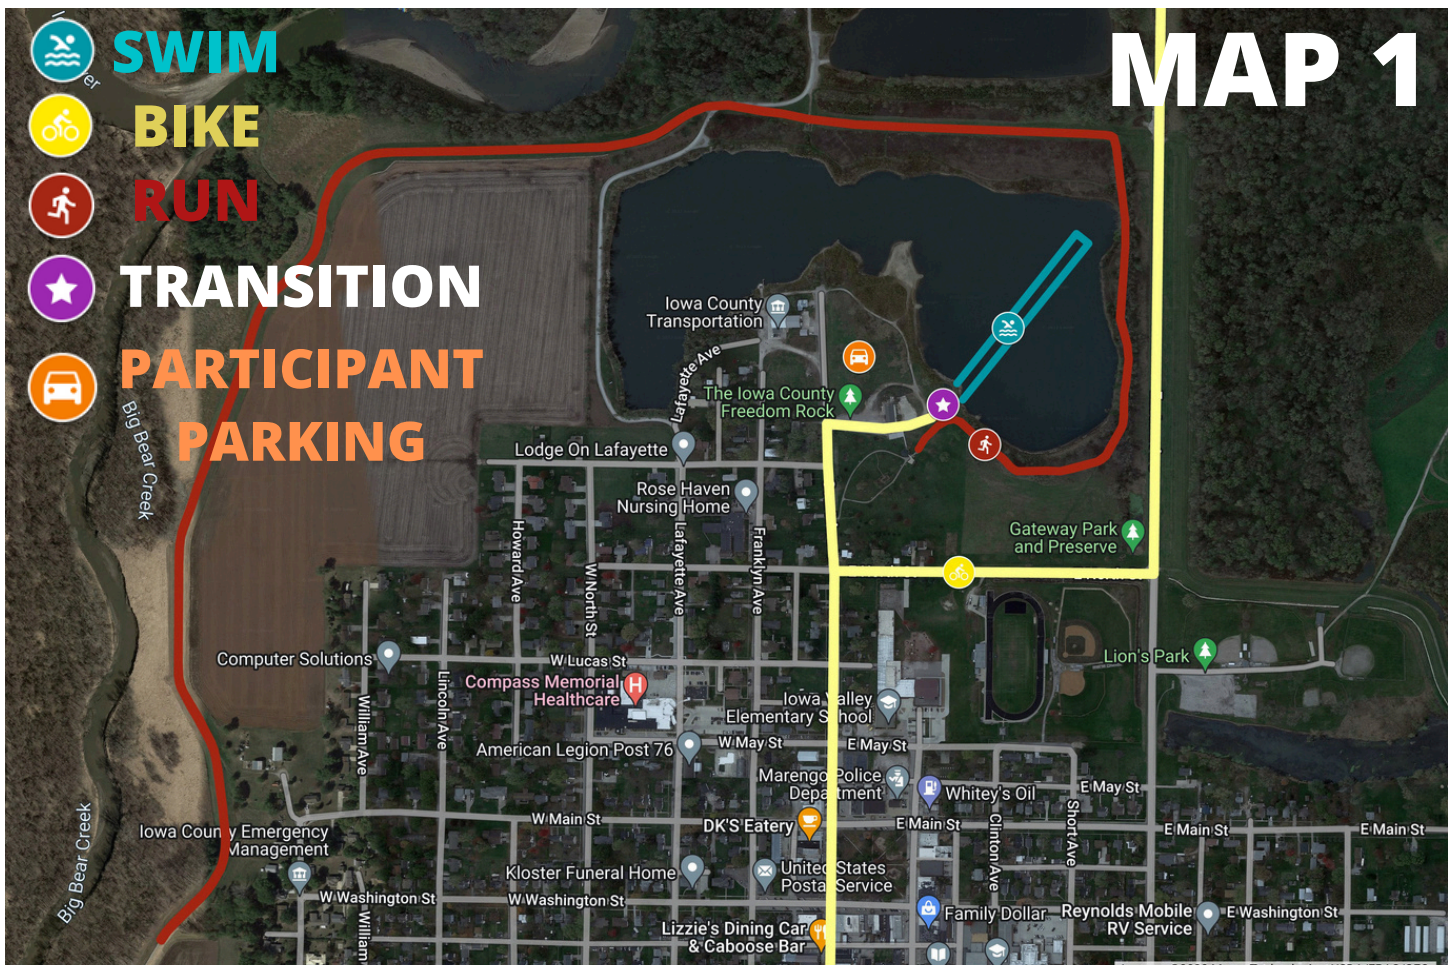 MAP 1
SWIM
BIKE
RUN
TRANSITION
PARTICIPANT
PARKING
er
Big Bear Creek
Iowa County
Transportation
Lafayette Ave
The Iowa County
Freedom Rock
Lodge On Lafayette
Rose Haven
Nursing Home
Gateway Park
and Preserve
Howard Ave
W North St
Lafayette Ave
Franklyn Ave
Computer Solutions
W Lucas St
Lion's Park
Compass Memorial
Healthcare
Iowa Valley
Elementary School
William Ave
Lincoln Ave
American Legion Post 76
W May St
E May St
Marengo Police
Department
Whitey's Oil
E May St
Big Bear Creek
Iowa County Emergency
Management
W Main St
DK'S Eatery
E Main St
Clinton Ave
Short Ave
E Main St
E Main St
Kloster Funeral Home
United States
Postal Service
W Washington St
W Washington St
William
Lizzie's Dining Car
& Caboose Bar
Family Dollar
Reynolds Mobile
RV Service
E Washington St